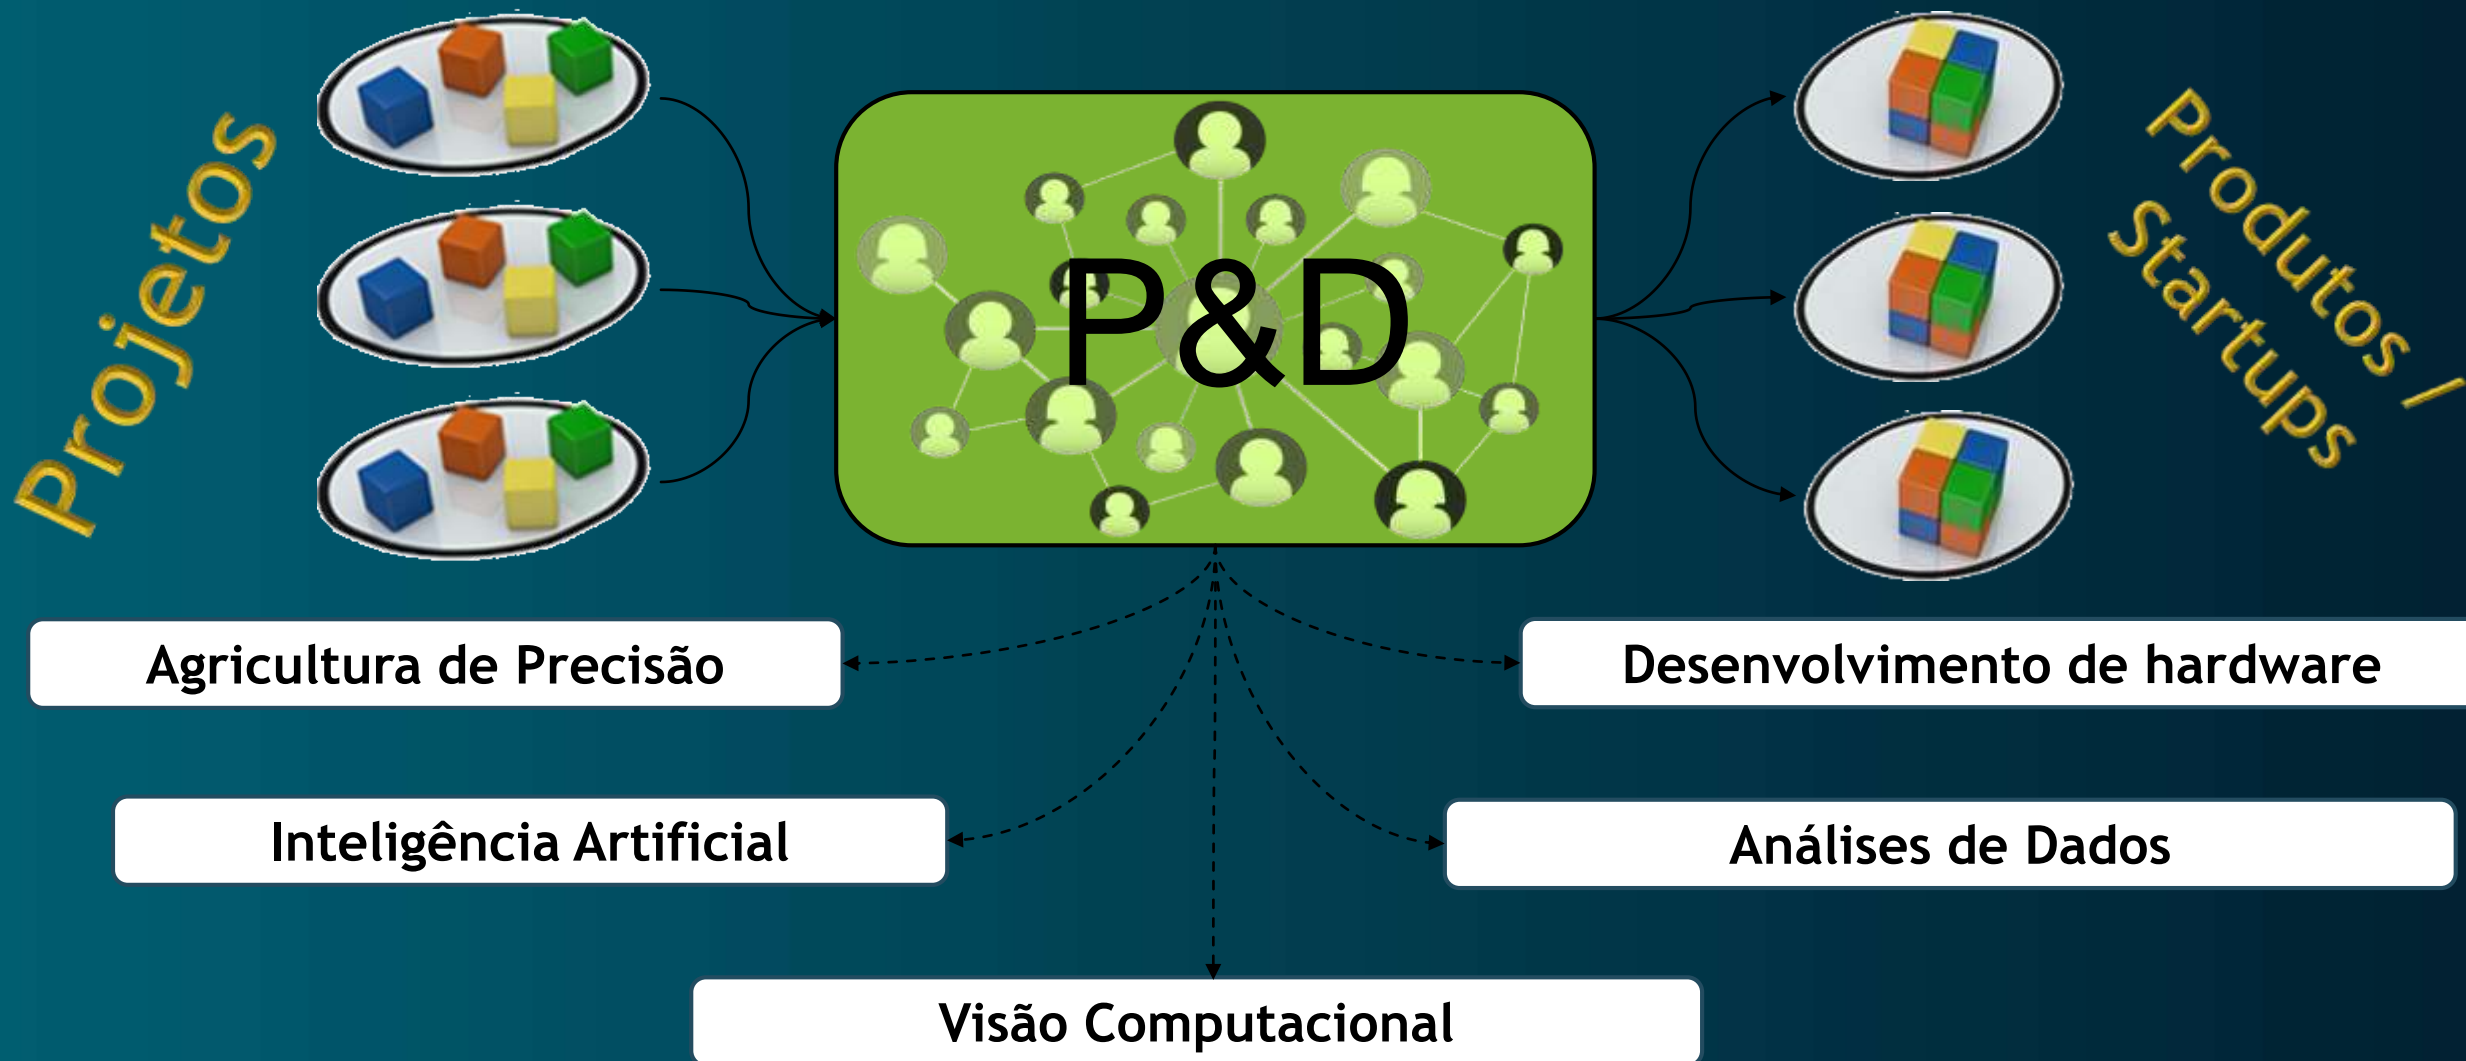 Projetos
P&D
Produtos /
Startups
Agricultura de Precisão
Desenvolvimento de hardware
Inteligência Artificial
Análises de Dados
Visão Computacional